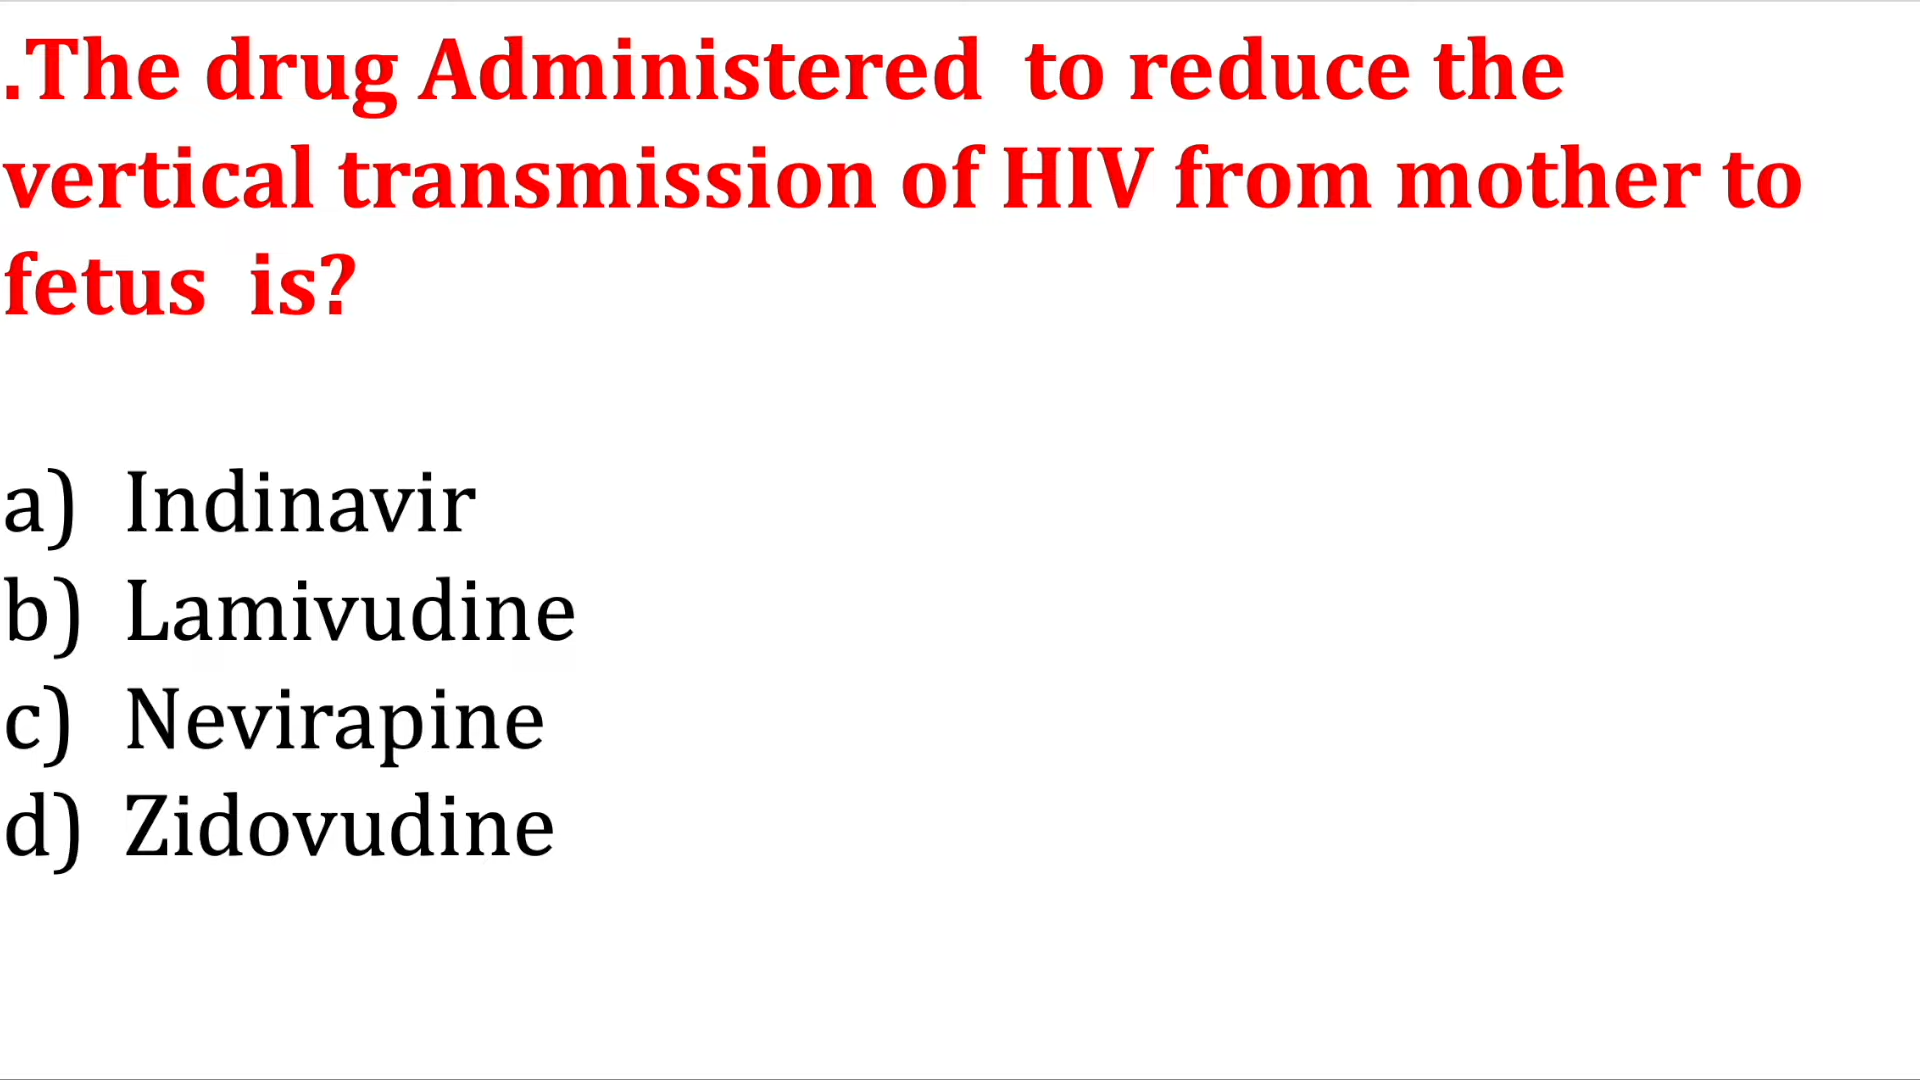 .The drug Administered  to reduce the
vertical transmission of HIV from mother to
fetus  is?
a) Indinavir
b) Lamivudine
c) Nevirapine
d) Zidovudine